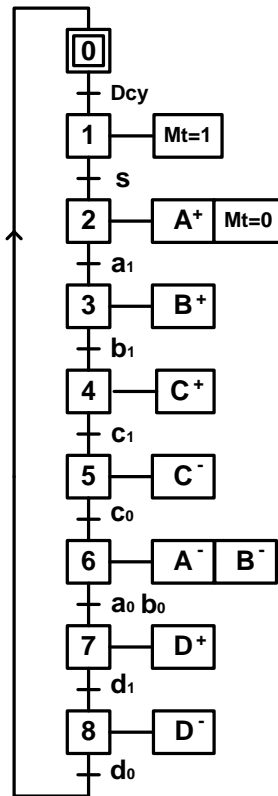 0
Dcy
1 Mt=1
s
2 A⁺ Mt=0
a₁
3 B⁺
b₁
4 C⁺
c₁
5 C⁻
c₀
6 A⁻ B⁻
a₀ b₀
7 D⁺
d₁
8 D⁻
d₀